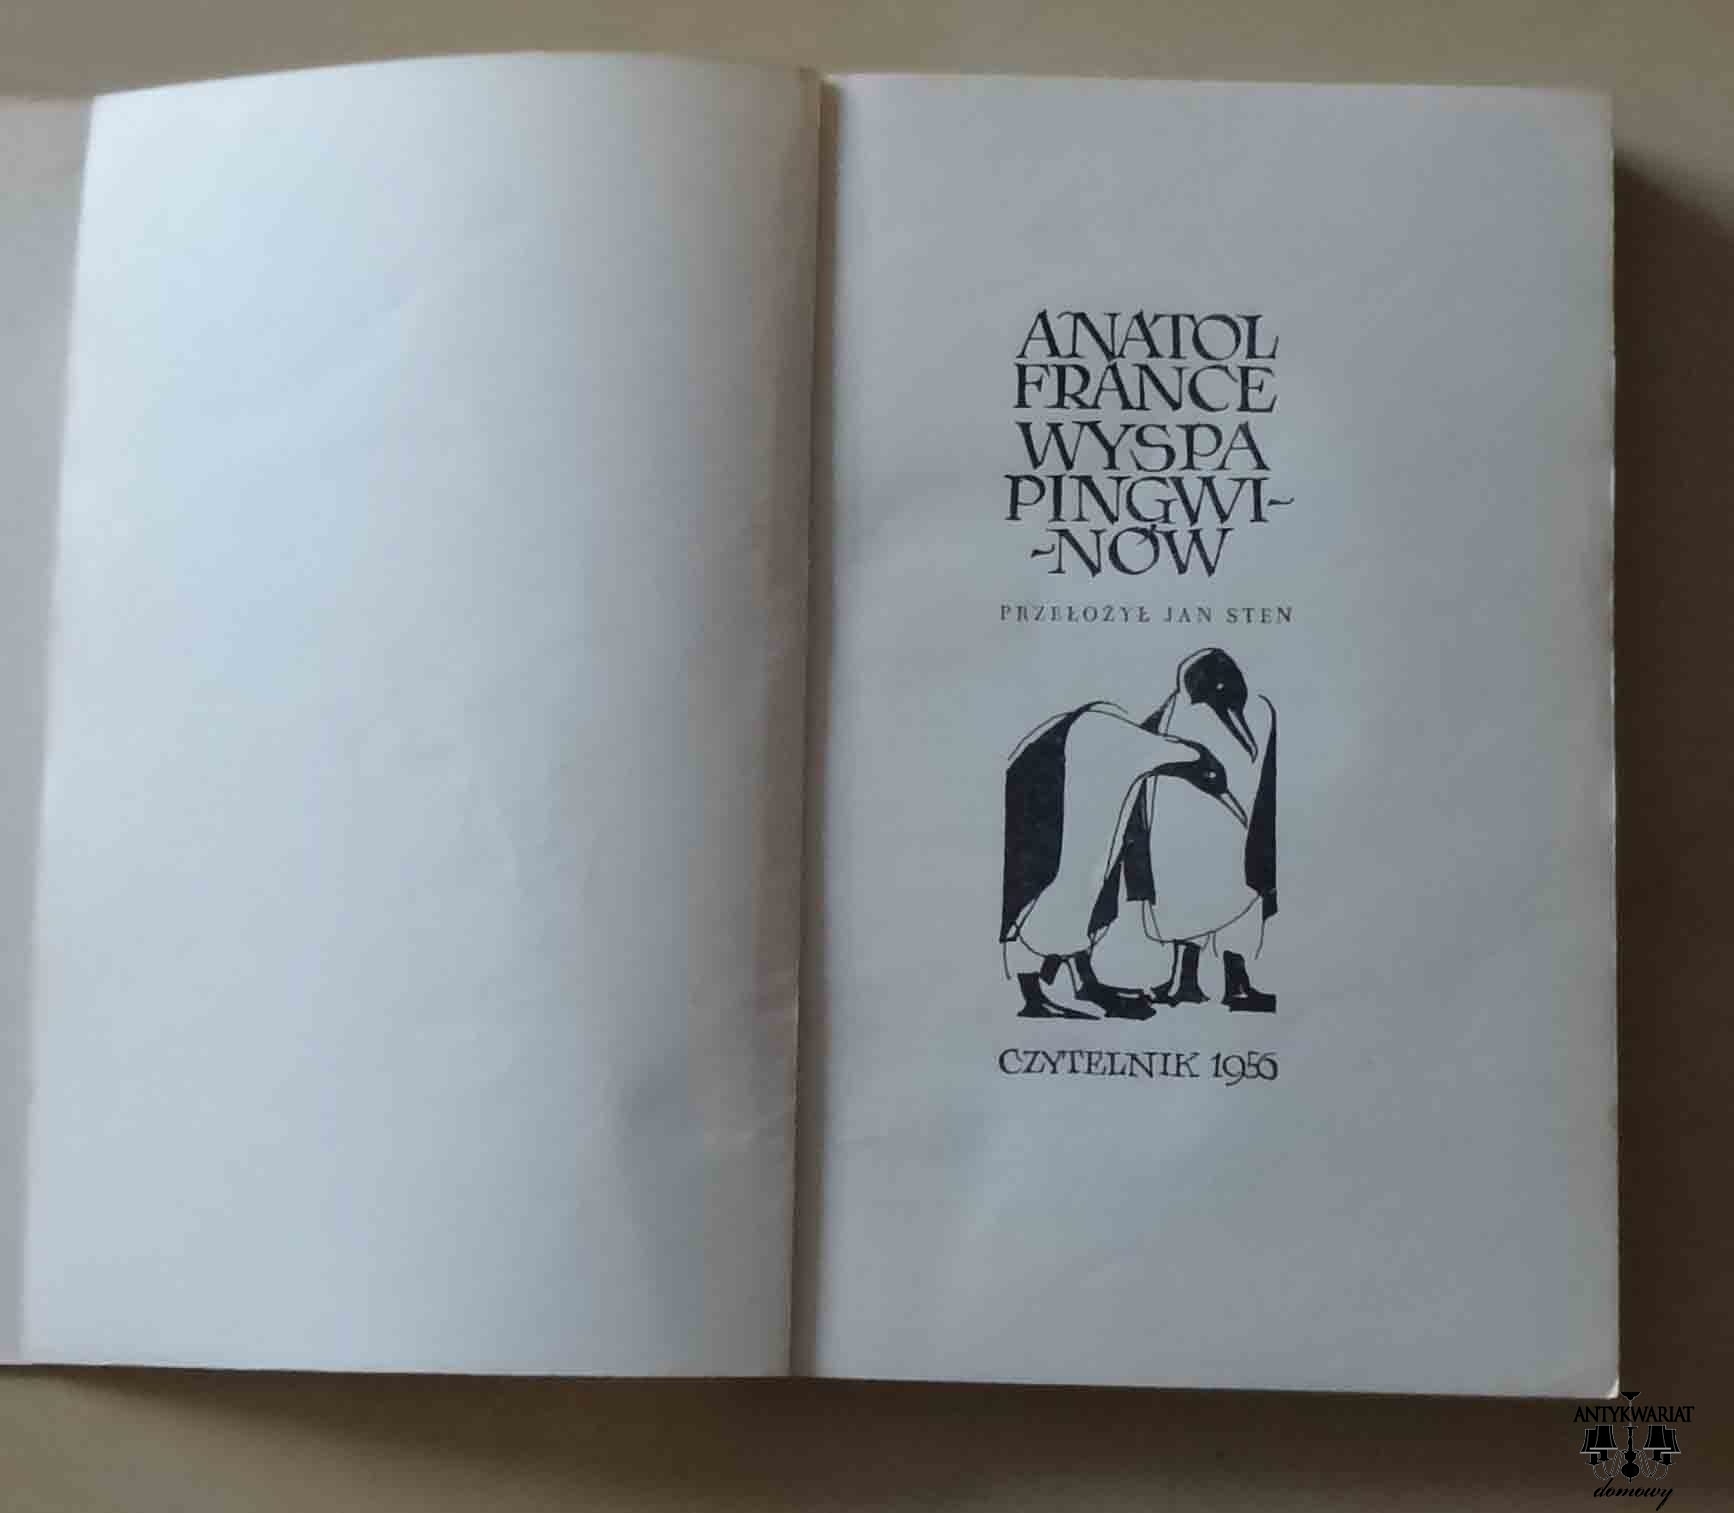 ANATOL
FRANCE
WYSPA
PINGWI-
-NÓW
PRZEŁOŻYŁ JAN STEN
CZYTELNIK 1956
ANTYKWARIAT
domowy